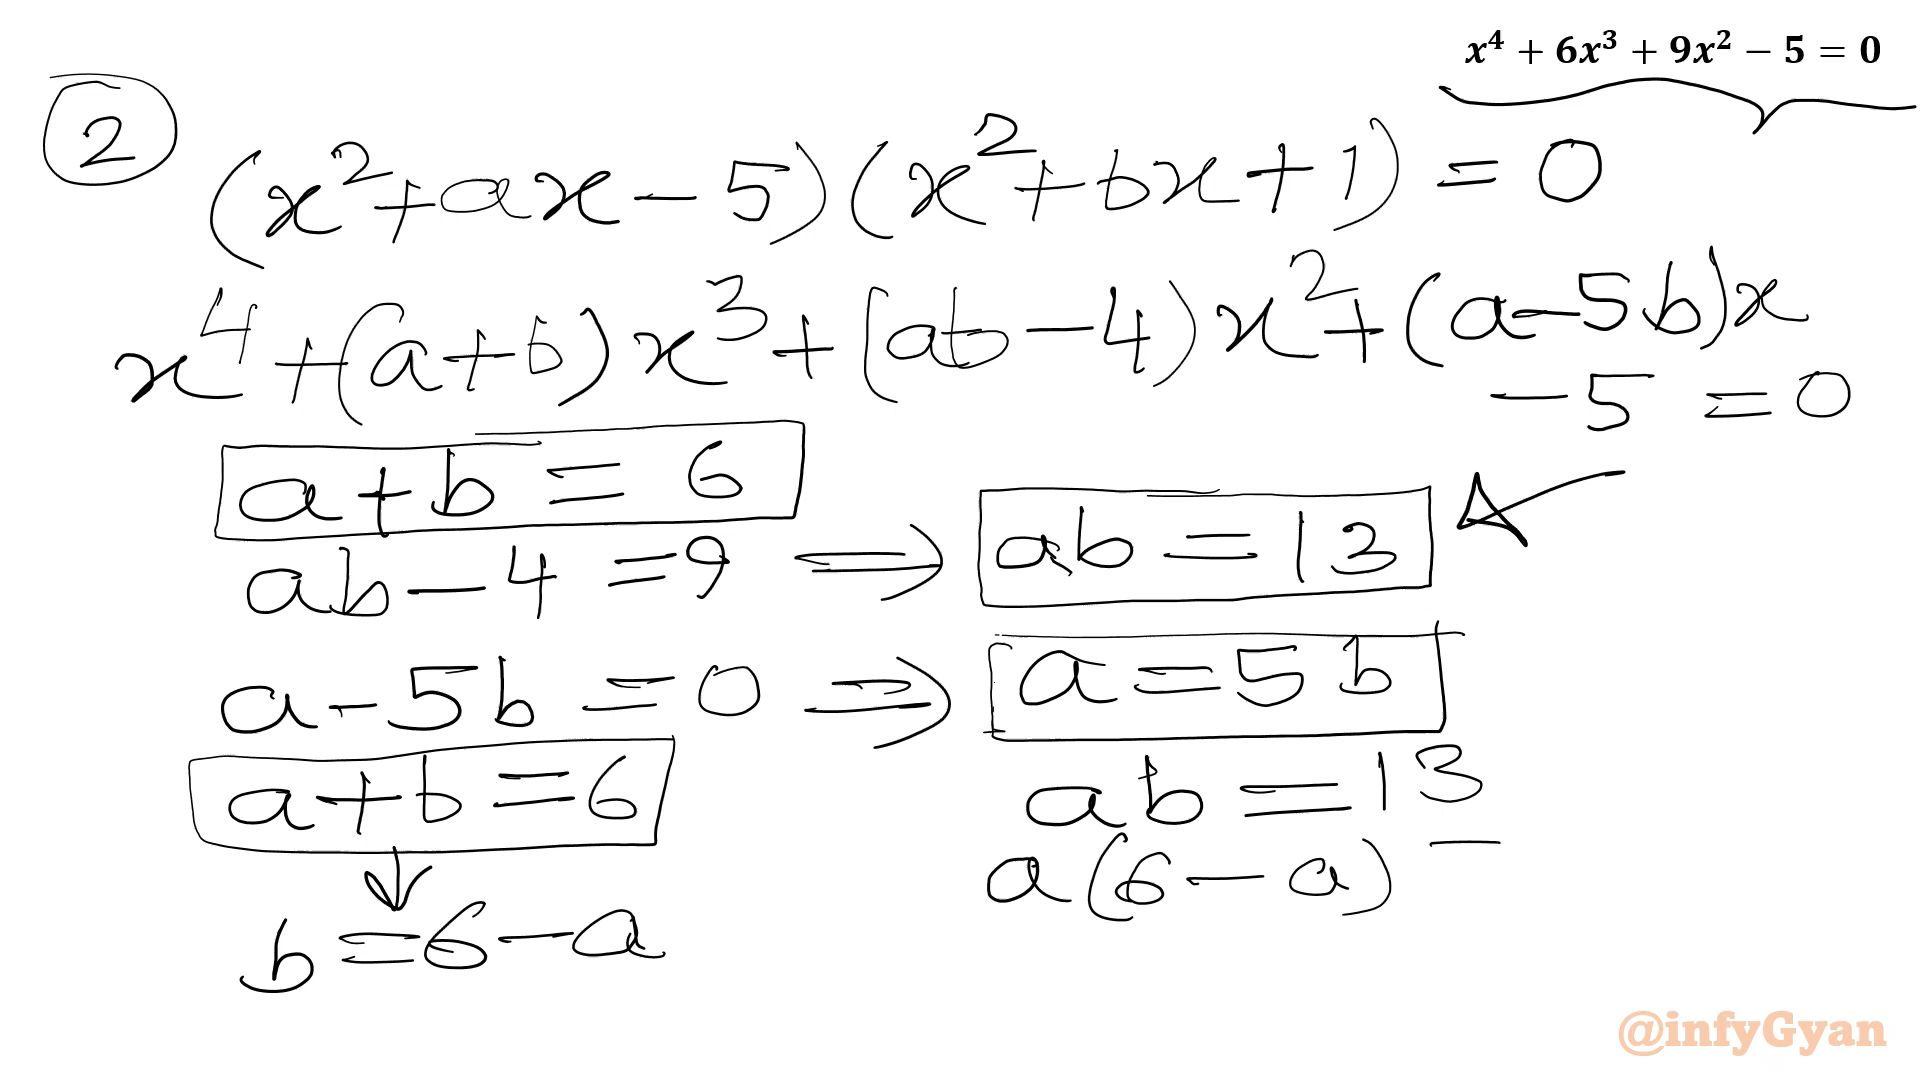 x⁴ + 6x³ + 9x² − 5 = 0
2
(x²+ax−5)(x²+bx+1) = 0
x⁴+(a+b)x³+(ab−4)x²+(a−5b)x
−5 = 0
a+b = 6
ab−4 = 9 ⟹ ab = 13
a−5b = 0 ⟹ a = 5b
a+b = 6 ab = 13
a(6−a)
b = 6−a
@infyGyan